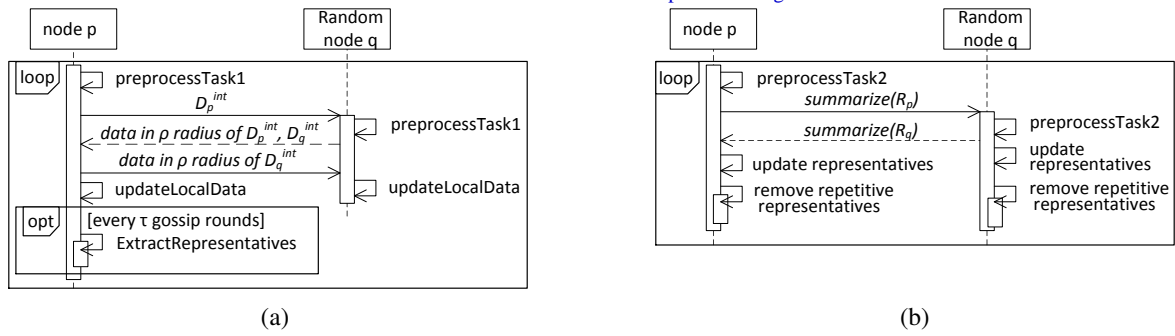 node p
Random
node q
loop
preprocessTask1
D_p^int
preprocessTask1
data in ρ radius of D_p^int, D_q^int
data in ρ radius of D_q^int
updateLocalData
updateLocalData
opt
[every τ gossip rounds]
ExtractRepresentatives
(a)
node p
Random
node q
loop
preprocessTask2
summarize(R_p)
preprocessTask2
summarize(R_q)
update representatives
update
representatives
remove repetitive
representatives
remove repetitive
representatives
(b)